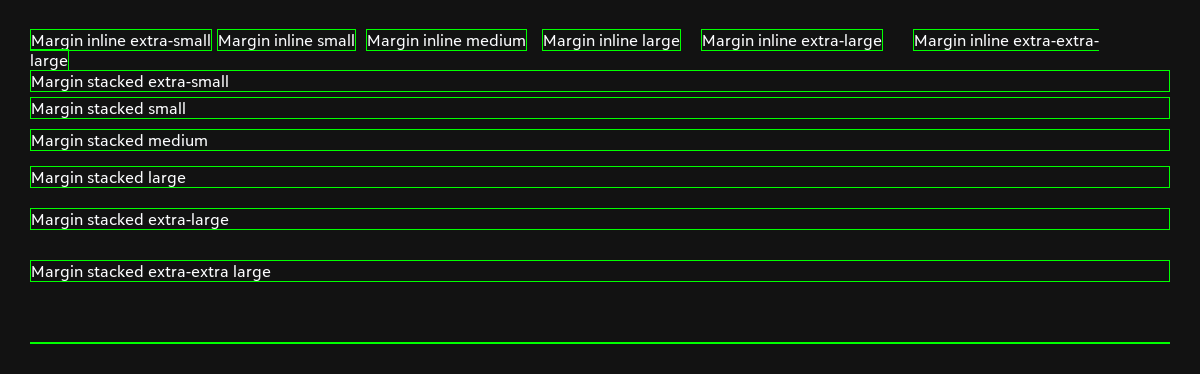 Margin inline extra-small Margin inline small Margin inline medium Margin inline large Margin inline extra-large Margin inline extra-extra-
large
Margin stacked extra-small
Margin stacked small
Margin stacked medium
Margin stacked large
Margin stacked extra-large
Margin stacked extra-extra large